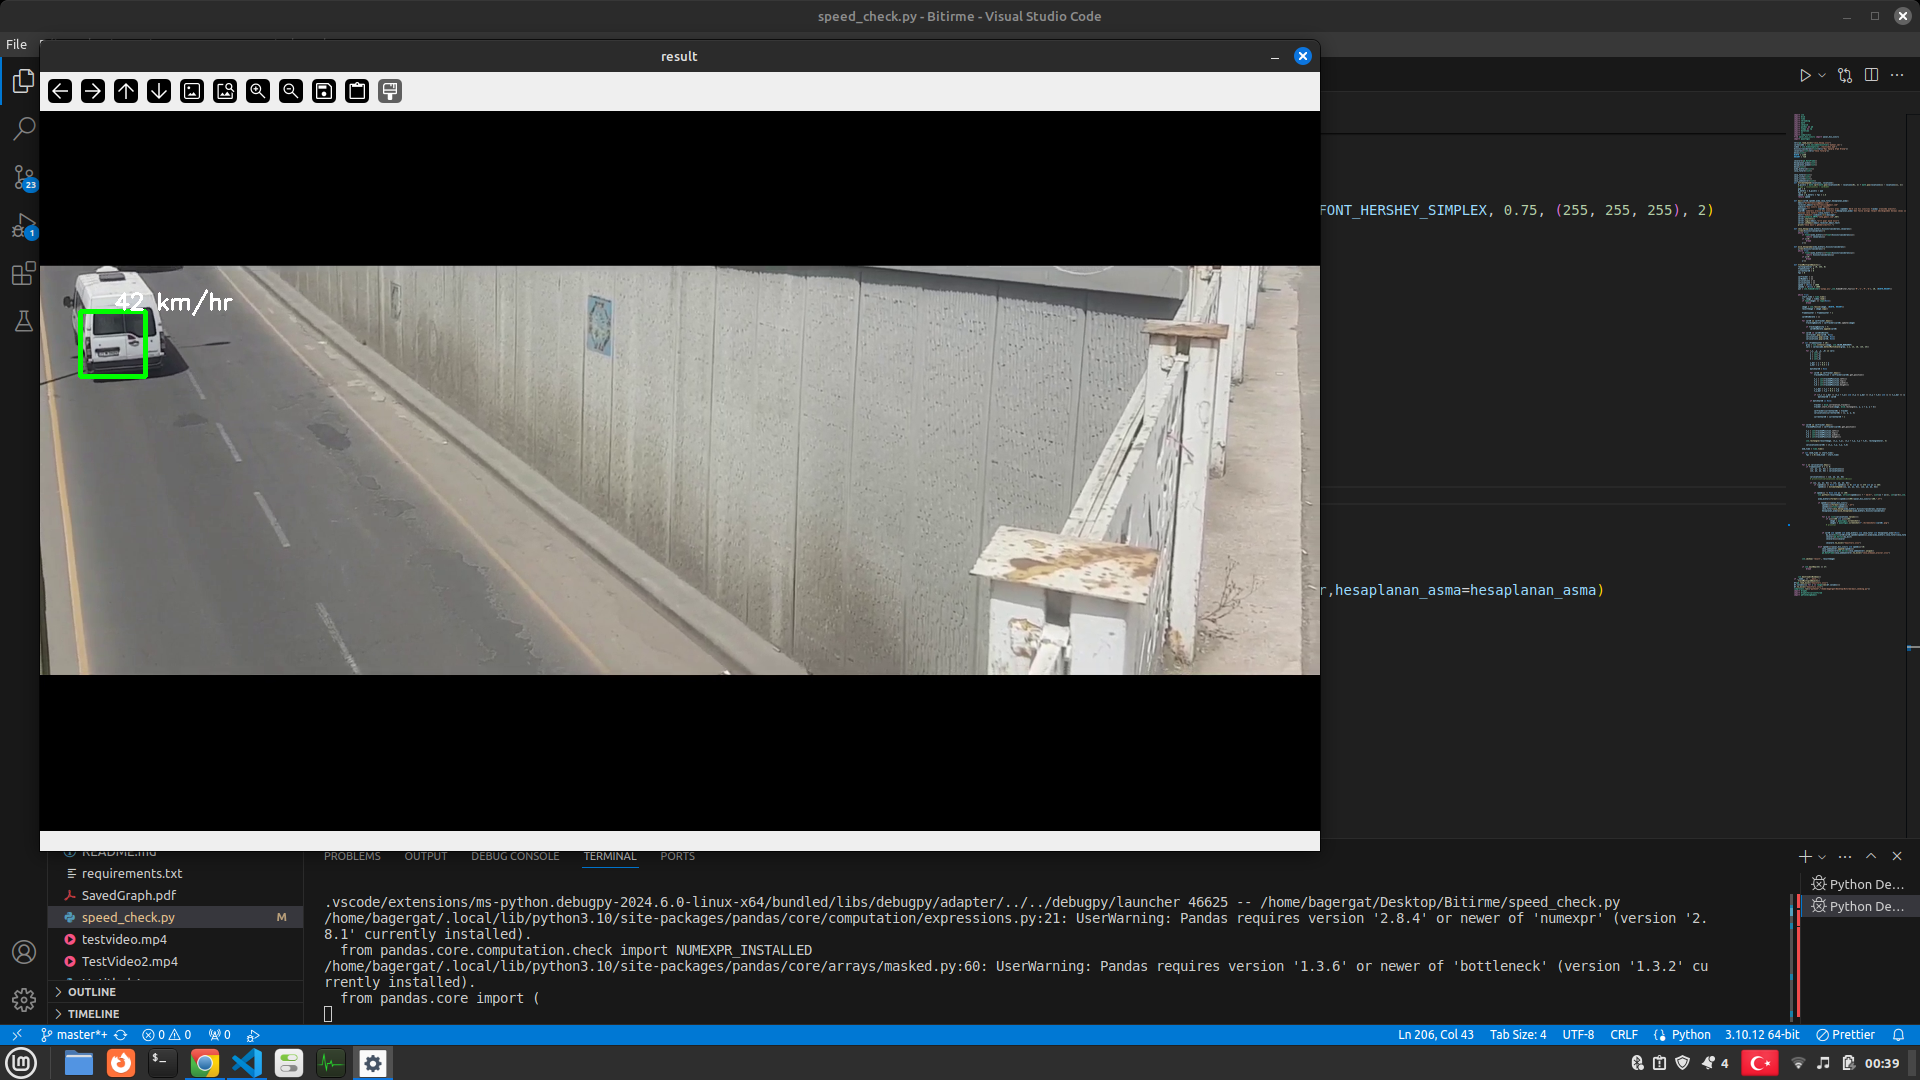 speed_check.py - Bitirme - Visual Studio Code
File
result
FONT_HERSHEY_SIMPLEX, 0.75, (255, 255, 255), 2)
42 km/hr
23
1
r,hesaplanan_asma=hesaplanan_asma)
README.md
requirements.txt
SavedGraph.pdf
speed_check.py M
testvideo.mp4
TestVideo2.mp4
OUTLINE
TIMELINE
PROBLEMS OUTPUT DEBUG CONSOLE TERMINAL PORTS
.vscode/extensions/ms-python.debugpy-2024.6.0-linux-x64/bundled/libs/debugpy/adapter/../../debugpy/launcher 46625 -- /home/bagergat/Desktop/Bitirme/speed_check.py
/home/bagergat/.local/lib/python3.10/site-packages/pandas/core/computation/expressions.py:21: UserWarning: Pandas requires version '2.8.4' or newer of 'numexpr' (version '2.
8.1' currently installed).
from pandas.core.computation.check import NUMEXPR_INSTALLED
/home/bagergat/.local/lib/python3.10/site-packages/pandas/core/arrays/masked.py:60: UserWarning: Pandas requires version '1.3.6' or newer of 'bottleneck' (version '1.3.2' cu
rrently installed).
from pandas.core import (
Python De...
Python De...
master*+ 0 0 0 Ln 206, Col 43 Tab Size: 4 UTF-8 CRLF Python 3.10.12 64-bit Prettier
4 00:39